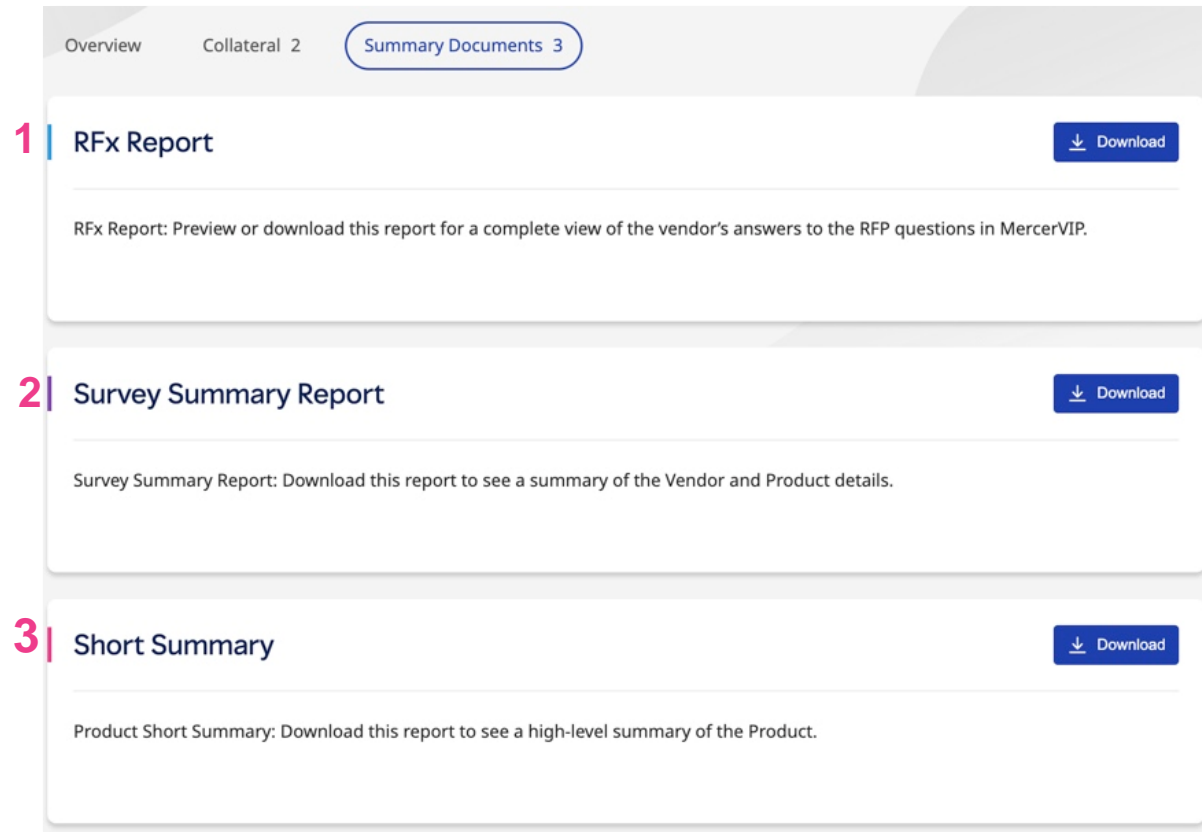 Overview Collateral 2 Summary Documents 3
1 RFx Report Download
RFx Report: Preview or download this report for a complete view of the vendor’s answers to the RFP questions in MercerVIP.
2 Survey Summary Report Download
Survey Summary Report: Download this report to see a summary of the Vendor and Product details.
3 Short Summary Download
Product Short Summary: Download this report to see a high-level summary of the Product.